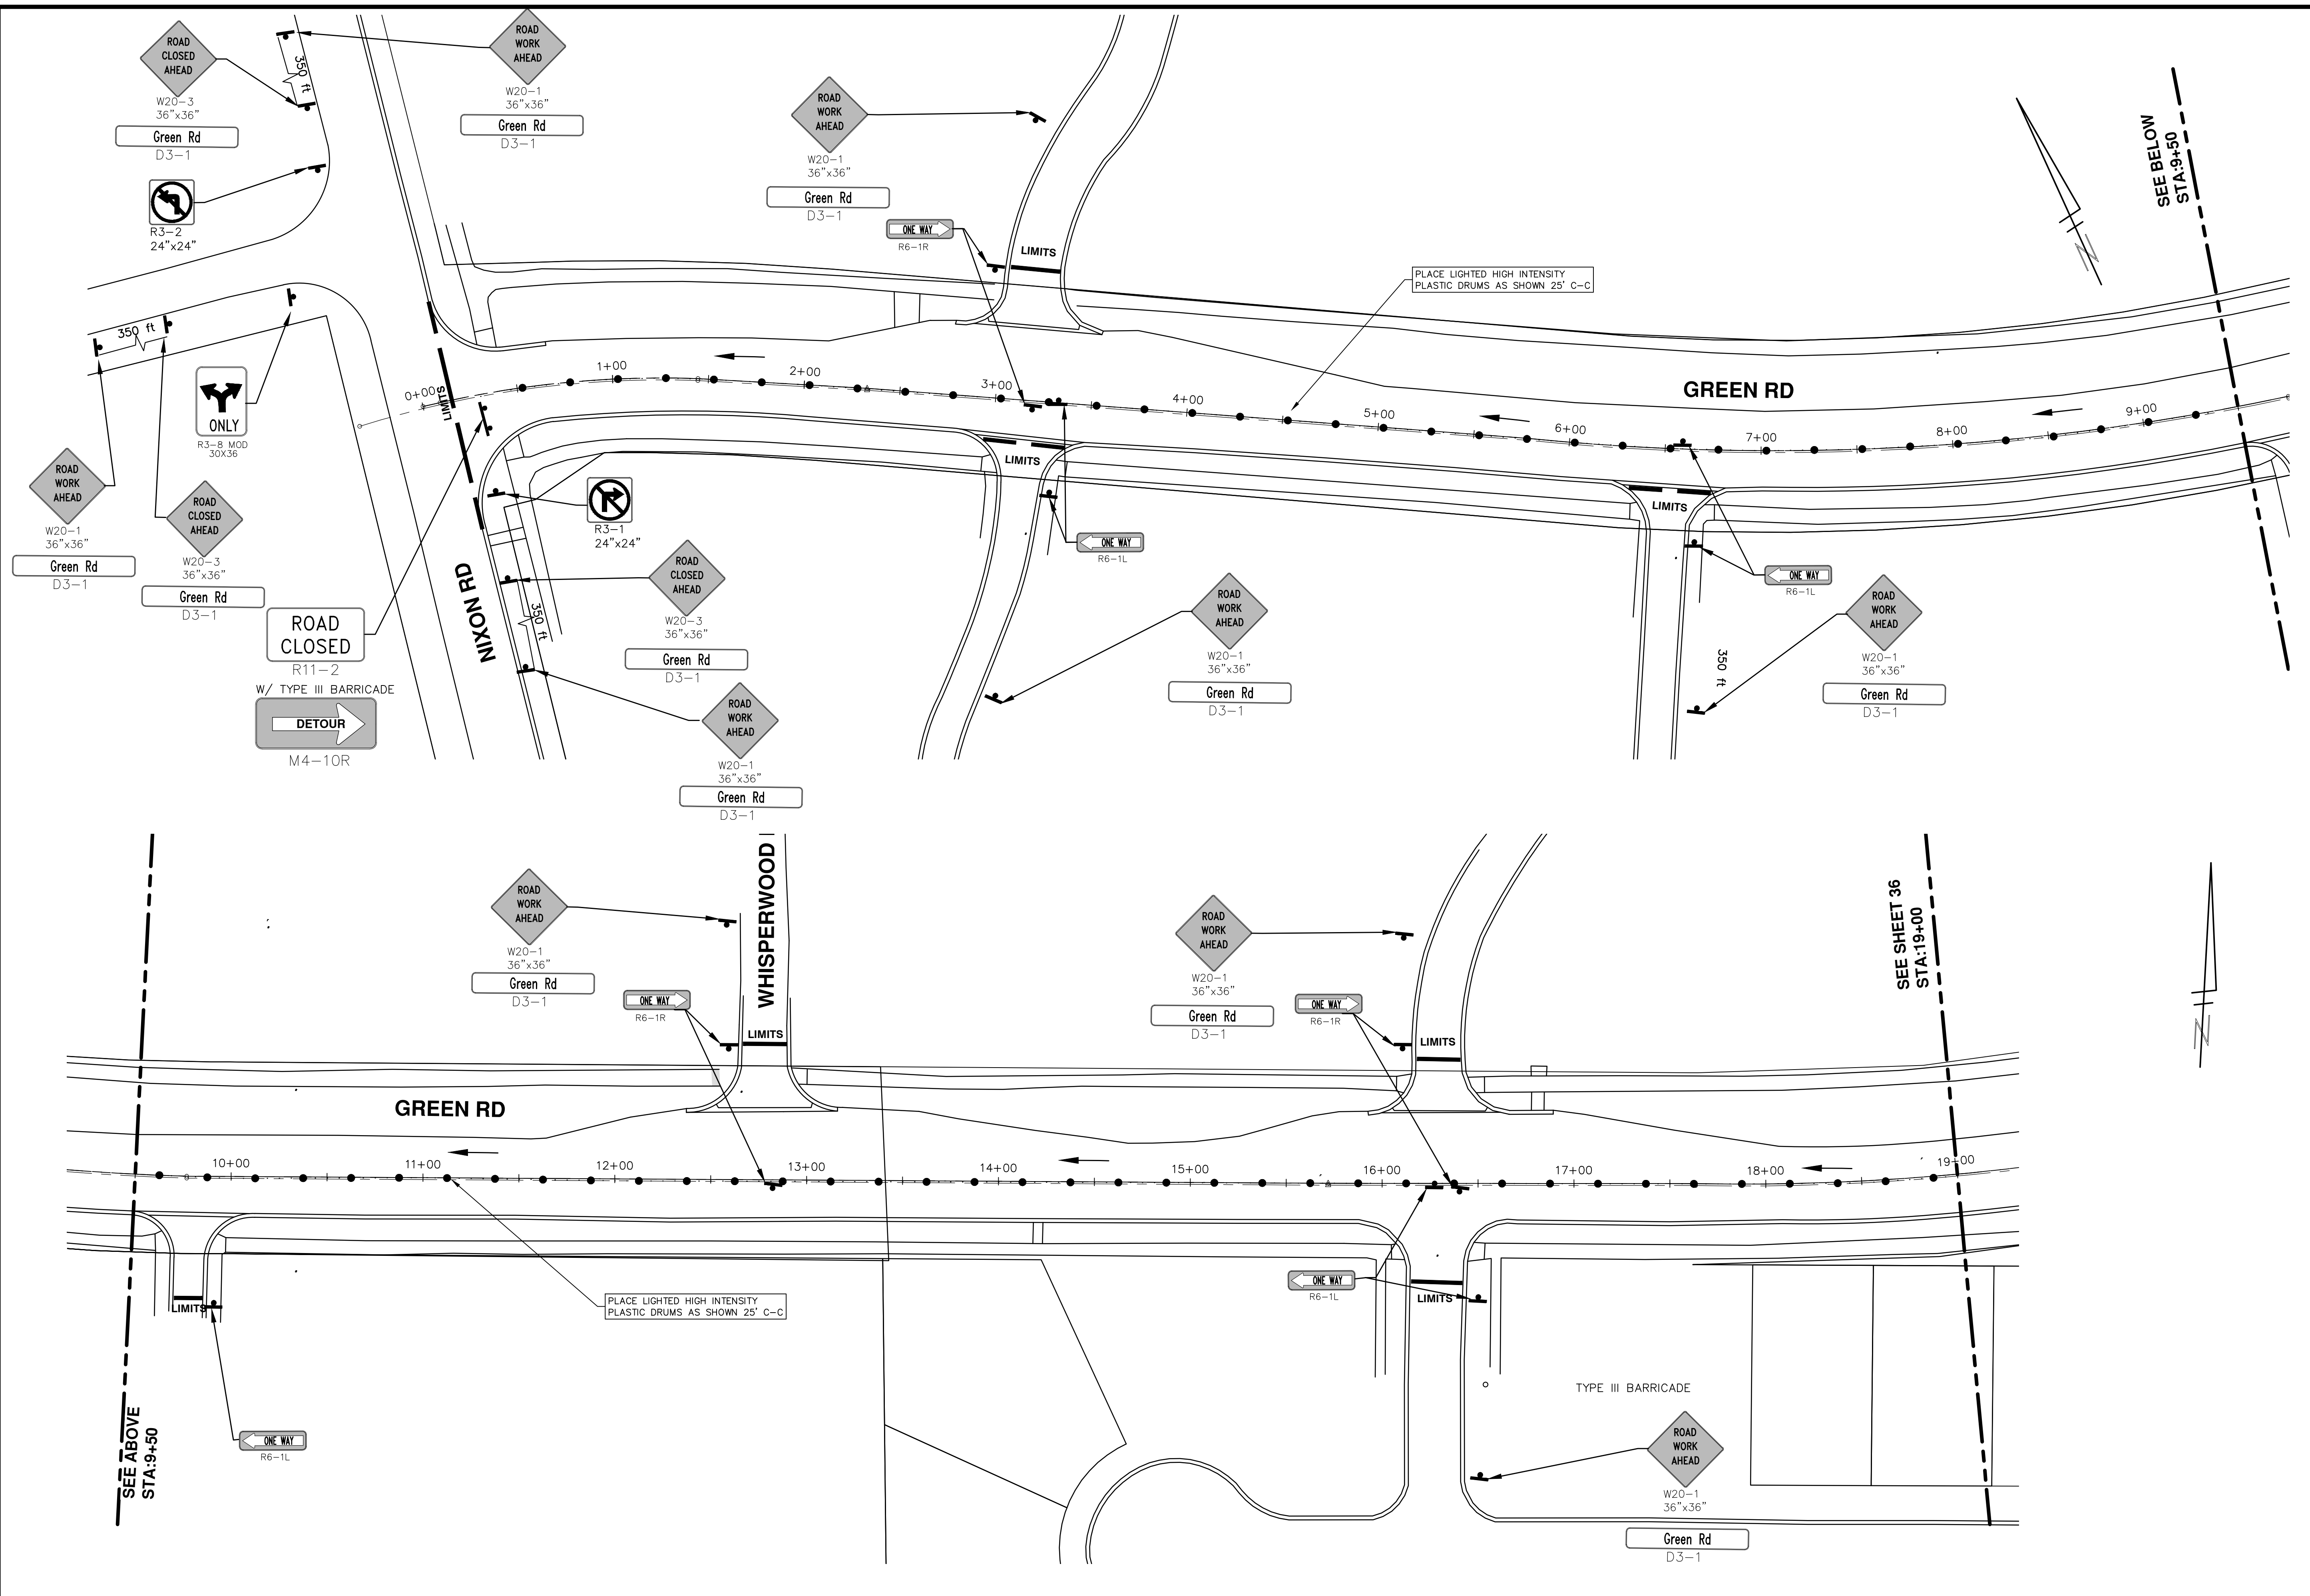 ROAD
CLOSED
AHEAD
W20-3
36"x36"
Green Rd
D3-1
350 ft
ROAD
WORK
AHEAD
W20-1
36"x36"
Green Rd
D3-1
R3-2
24"x24"
ROAD
WORK
AHEAD
W20-1
36"x36"
Green Rd
D3-1
ONE WAY
R6-1R
LIMITS
PLACE LIGHTED HIGH INTENSITY
PLASTIC DRUMS AS SHOWN 25' C-C
SEE BELOW
STA:9+50
N
350 ft
ONLY
R3-8 MOD
30X36
0+00
LIMITS
1+00
2+00
3+00
4+00
5+00
6+00
7+00
8+00
9+00
GREEN RD
ROAD
WORK
AHEAD
W20-1
36"x36"
Green Rd
D3-1
ROAD
CLOSED
AHEAD
W20-3
36"x36"
Green Rd
D3-1
ROAD
CLOSED
R11-2
W/ TYPE III BARRICADE
DETOUR
M4-10R
NIXON RD
R3-1
24"x24"
350 ft
ROAD
CLOSED
AHEAD
W20-3
36"x36"
Green Rd
D3-1
ROAD
WORK
AHEAD
W20-1
36"x36"
Green Rd
D3-1
LIMITS
ONE WAY
R6-1L
ROAD
WORK
AHEAD
W20-1
36"x36"
Green Rd
D3-1
LIMITS
ONE WAY
R6-1L
350 ft
ROAD
WORK
AHEAD
W20-1
36"x36"
Green Rd
D3-1
ROAD
WORK
AHEAD
W20-1
36"x36"
Green Rd
D3-1
ONE WAY
R6-1R
WHISPERWOOD
LIMITS
ROAD
WORK
AHEAD
W20-1
36"x36"
Green Rd
D3-1
ONE WAY
R6-1R
LIMITS
SEE SHEET 36
STA:19+00
N
GREEN RD
10+00
11+00
12+00
13+00
14+00
15+00
16+00
17+00
18+00
19+00
LIMITS
PLACE LIGHTED HIGH INTENSITY
PLASTIC DRUMS AS SHOWN 25' C-C
ONE WAY
R6-1L
LIMITS
SEE ABOVE
STA:9+50
ONE WAY
R6-1L
TYPE III BARRICADE
ROAD
WORK
AHEAD
W20-1
36"x36"
Green Rd
D3-1